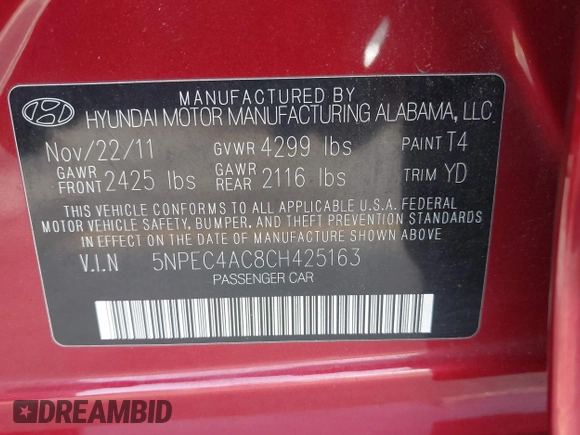 MANUFACTURED BY
HYUNDAI MOTOR MANUFACTURING ALABAMA, LLC
Nov/22/11 GVWR 4299 lbs PAINT T4
GAWR FRONT 2425 lbs GAWR REAR 2116 lbs TRIM YD
THIS VEHICLE CONFORMS TO ALL APPLICABLE U.S.A. FEDERAL
MOTOR VEHICLE SAFETY, BUMPER, AND THEFT PREVENTION STANDARDS
IN EFFECT ON THE DATE OF MANUFACTURE SHOWN ABOVE.
V.I.N 5NPEC4AC8CH425163
PASSENGER CAR
DREAMBID